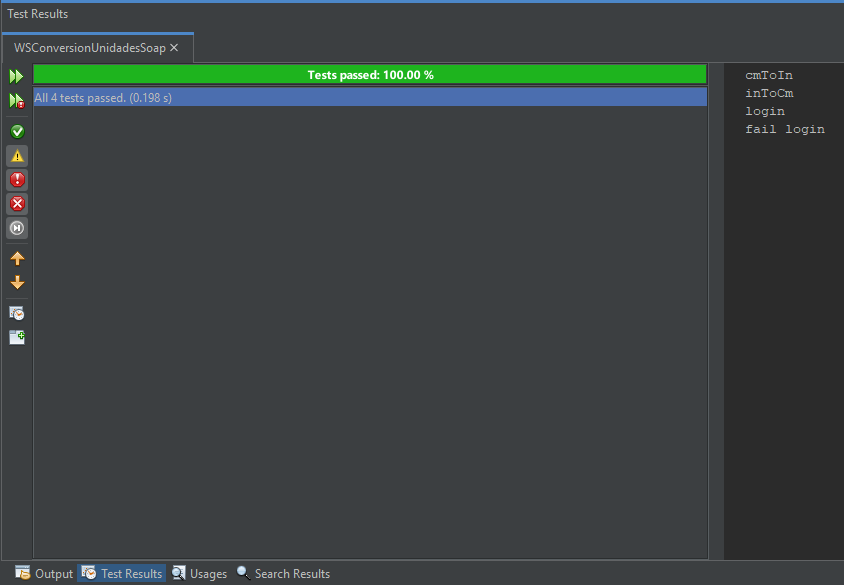 Test Results
WSConversionUnidadesSoap
Tests passed: 100.00 %
All 4 tests passed. (0.198 s)
cmToIn
inToCm
login
fail login
Output Test Results Usages Search Results